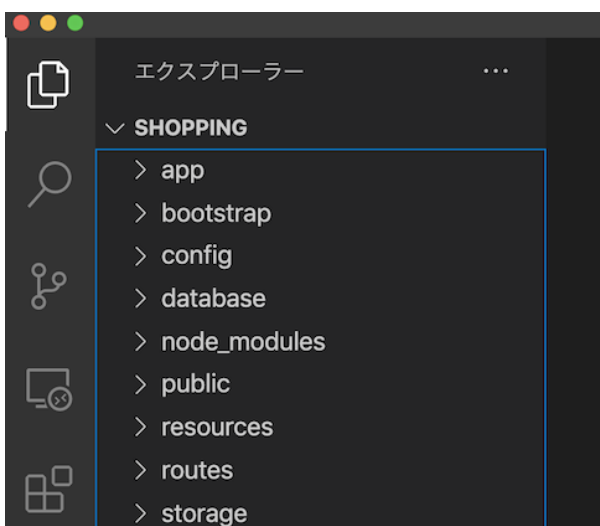 エクスプローラー
SHOPPING
app
bootstrap
config
database
node_modules
public
resources
routes
storage